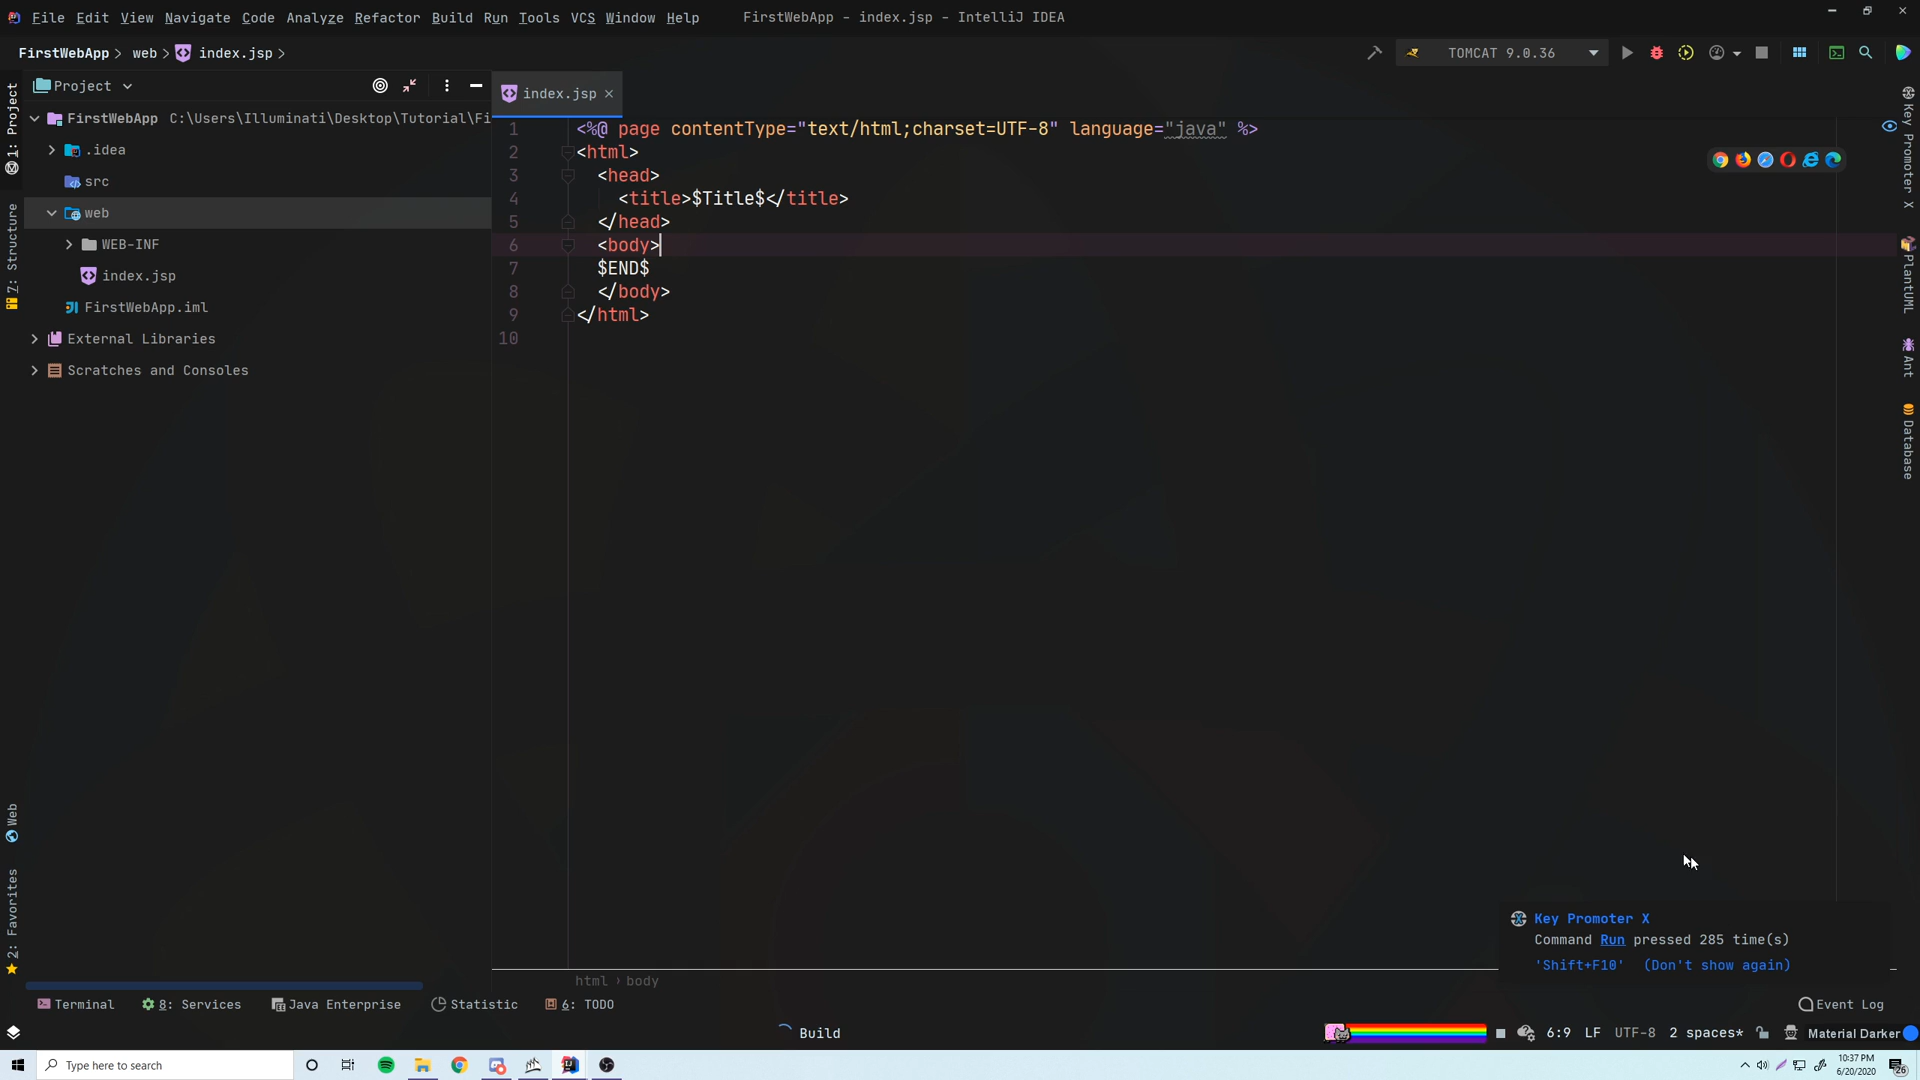 File Edit View Navigate Code Analyze Refactor Build Run Tools VCS Window Help FirstWebApp - index.jsp - IntelliJ IDEA
FirstWebApp > web > index.jsp >
TOMCAT 9.0.36
Project
index.jsp ×
FirstWebApp C:\Users\Illuminati\Desktop\Tutorial\Fi
.idea
src
web
WEB-INF
index.jsp
FirstWebApp.iml
External Libraries
Scratches and Consoles
1 <%@ page contentType="text/html;charset=UTF-8" language="java" %>
2 <html>
3 <head>
4 <title>$Title$</title>
5 </head>
6 <body>
7 $END$
8 </body>
9 </html>
10
1: Project
7: Structure
Web
2: Favorites
Key Promoter X
PlantUML
Ant
Database
Key Promoter X
Command Run pressed 285 time(s)
'Shift+F10' (Don't show again)
html › body
Terminal 8: Services Java Enterprise Statistic 6: TODO Event Log
Build 6:9 LF UTF-8 2 spaces* Material Darker
Type here to search
10:37 PM
6/20/2020
26